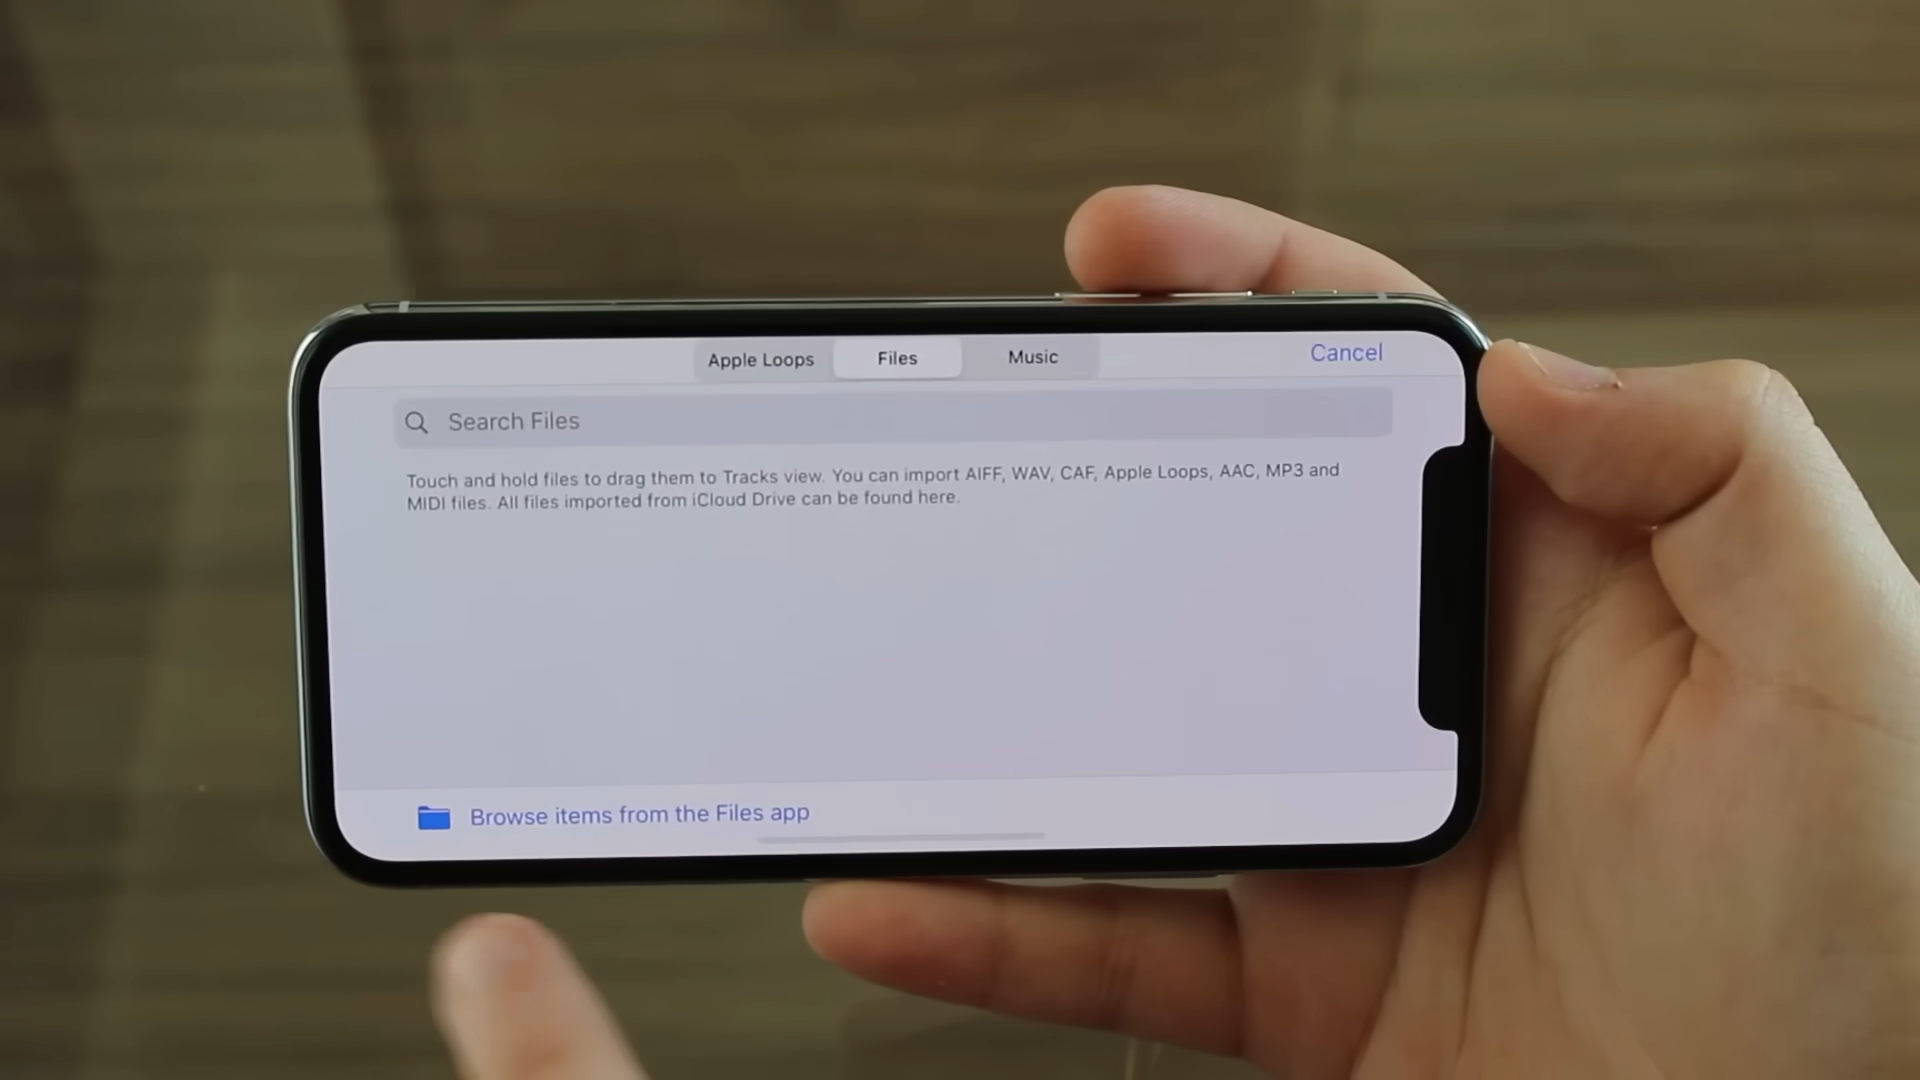 Apple Loops Files Music Cancel
Search Files
Touch and hold files to drag them to Tracks view. You can import AIFF, WAV, CAF, Apple Loops, AAC, MP3 and
MIDI files. All files imported from iCloud Drive can be found here.
Browse items from the Files app